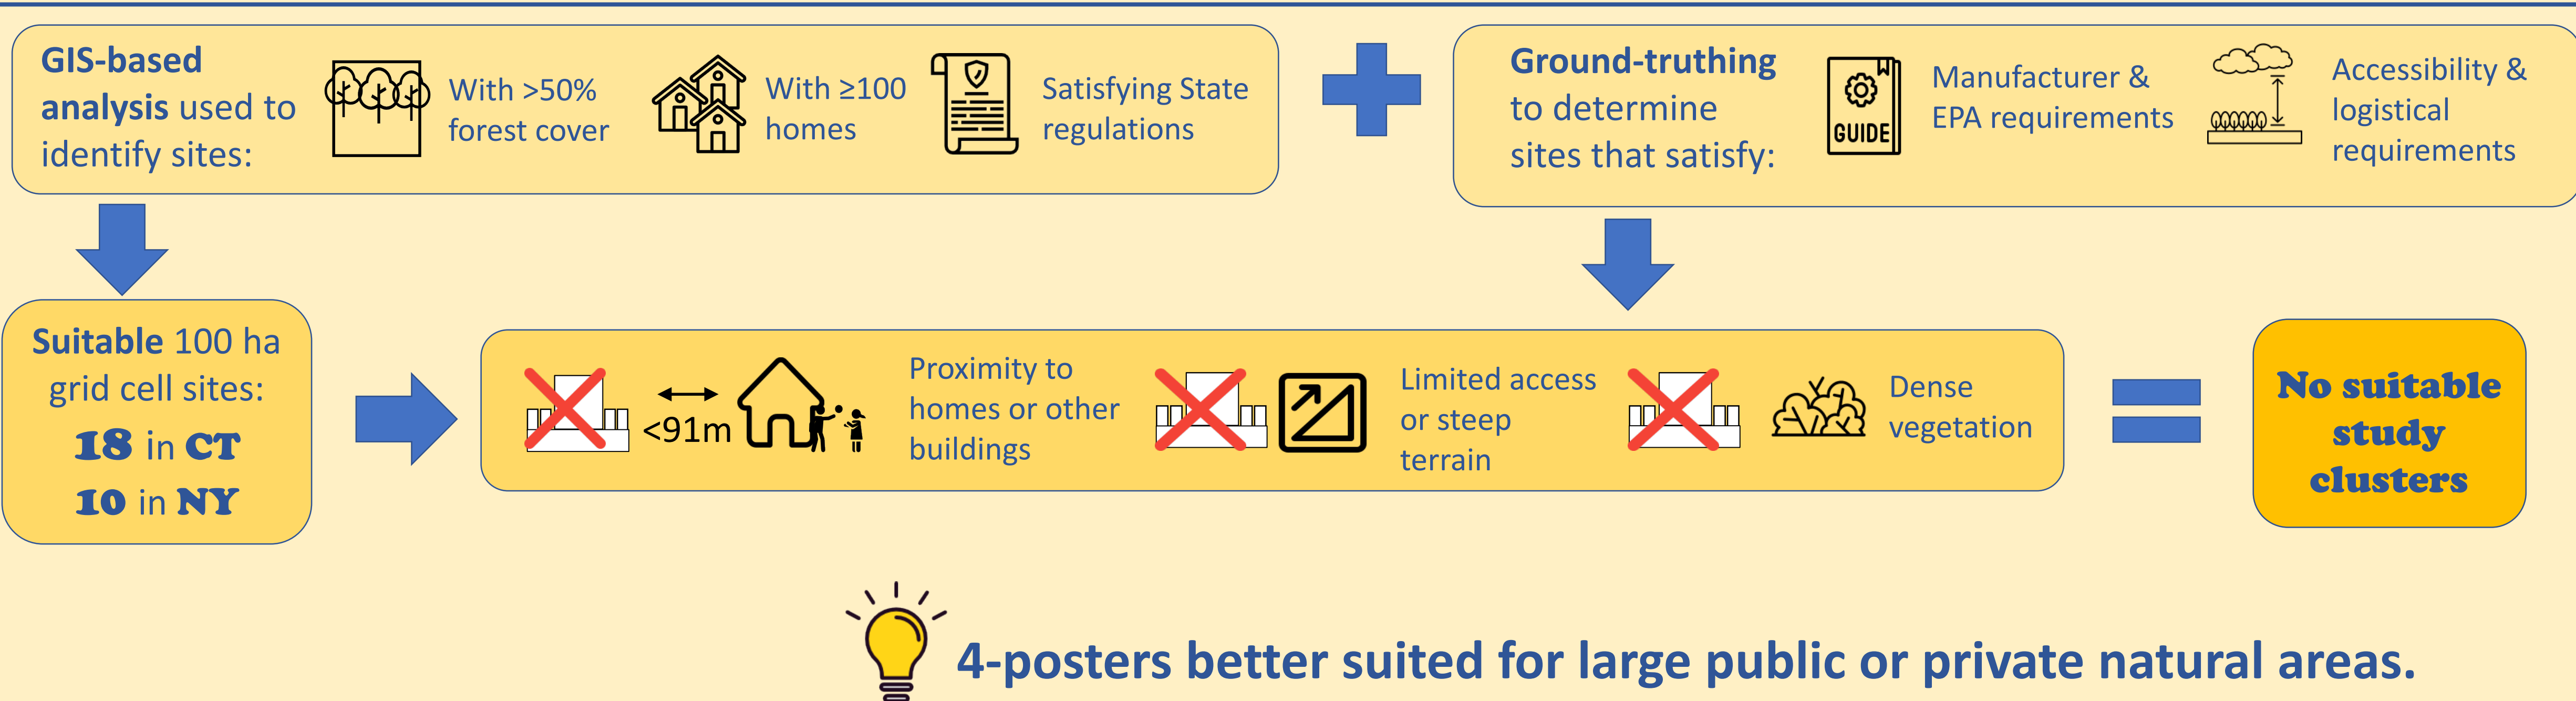 GIS-based
analysis used to
identify sites:
With >50%
forest cover
With ≥100
homes
Satisfying State
regulations
Ground-truthing
to determine
sites that satisfy:
GUIDE
Manufacturer &
EPA requirements
Accessibility &
logistical
requirements
Suitable 100 ha
grid cell sites:
18 in CT
10 in NY
<91m
Proximity to
homes or other
buildings
Limited access
or steep
terrain
Dense
vegetation
No suitable
study
clusters
4-posters better suited for large public or private natural areas.